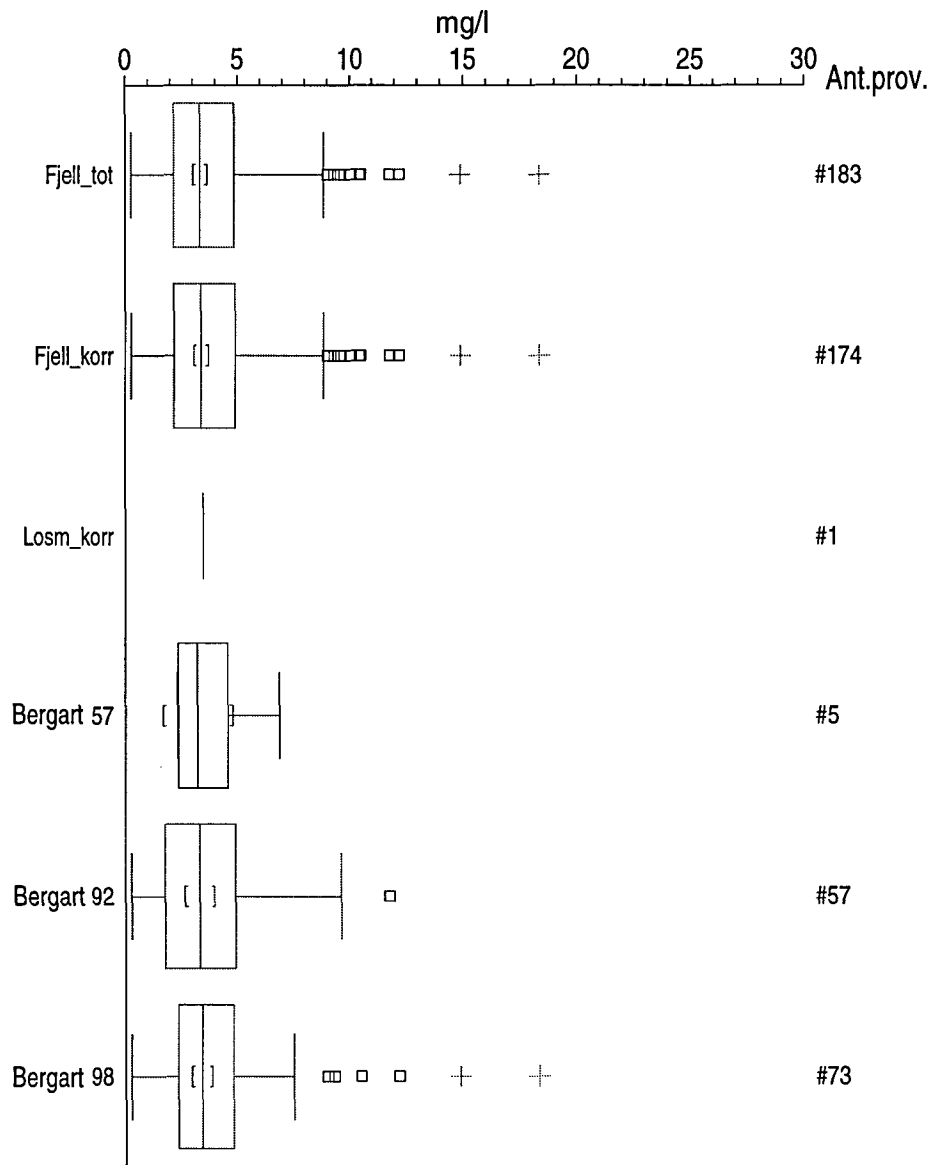 mg/l
0 5 10 15 20 25 30
Ant.prov.
Fjell_tot #183
Fjell_korr #174
Losm_korr #1
Bergart 57 #5
Bergart 92 #57
Bergart 98 #73